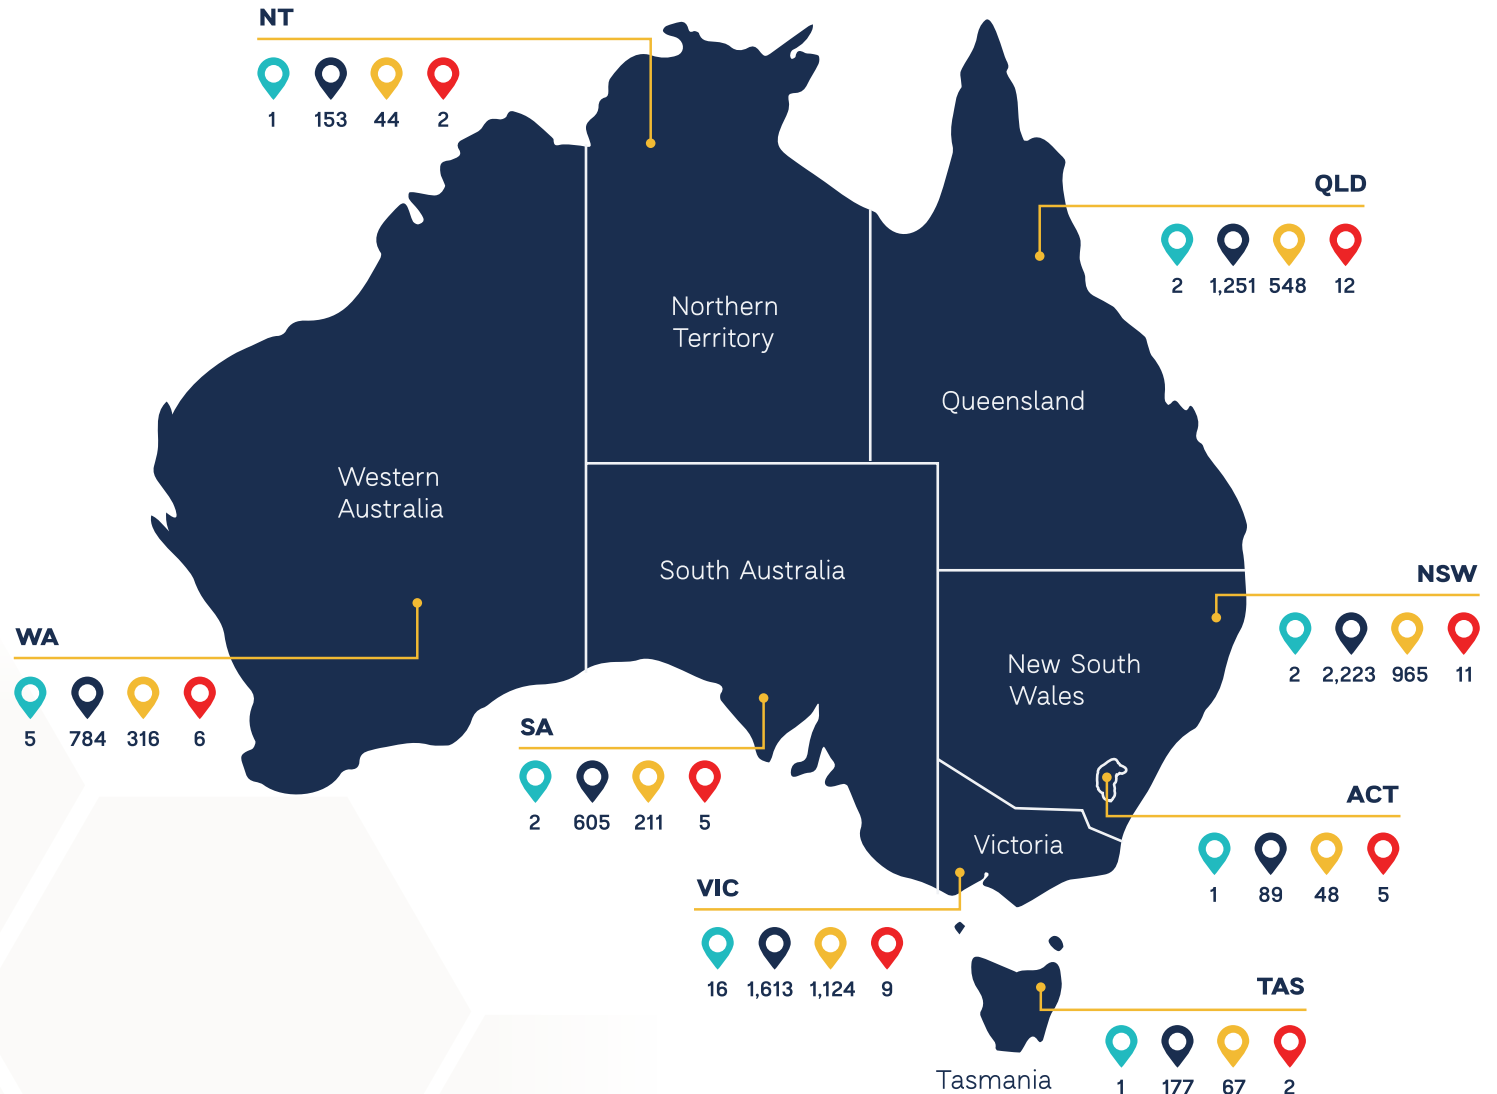 NT
1 153 44 2
QLD
2 1,251 548 12
Northern
Territory
Queensland
Western
Australia
South Australia
NSW
2 2,223 965 11
WA
5 784 316 6
New South
Wales
SA
2 605 211 5
ACT
1 89 48 5
Victoria
VIC
16 1,613 1,124 9
TAS
1 177 67 2
Tasmania